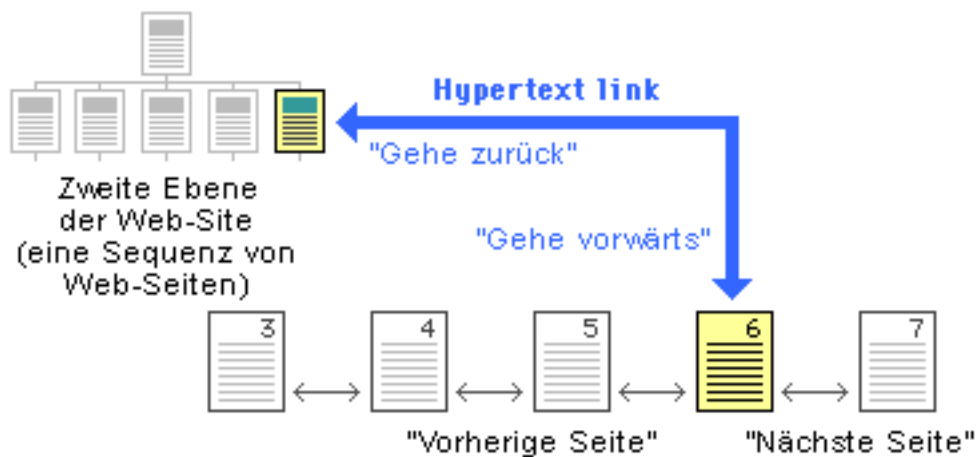 Hypertext link
"Gehe zurück"
Zweite Ebene
der Web-Site
(eine Sequenz von
Web-Seiten)
"Gehe vorwärts"
3 4 5 6 7
"Vorherige Seite" "Nächste Seite"